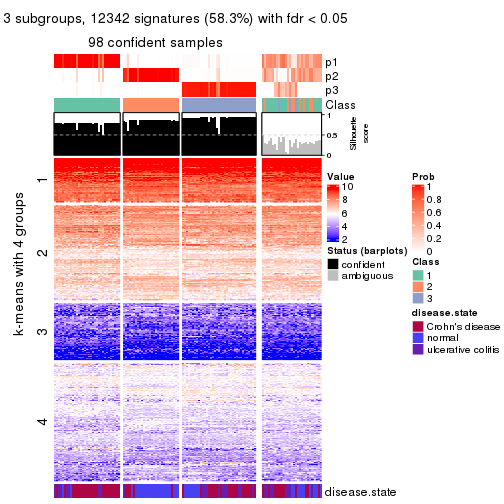 3 subgroups, 12342 signatures (58.3%) with fdr < 0.05
98 confident samples
p1
p2
p3
Class
1
0.5
0
Silhouette
score
k-means with 4 groups
1
2
3
4
Value
10
8
6
4
2
Status (barplots)
confident
ambiguous
Prob
1
0.8
0.6
0.4
0.2
0
Class
1
2
3
disease.state
Crohn's disease
normal
ulcerative colitis
disease.state